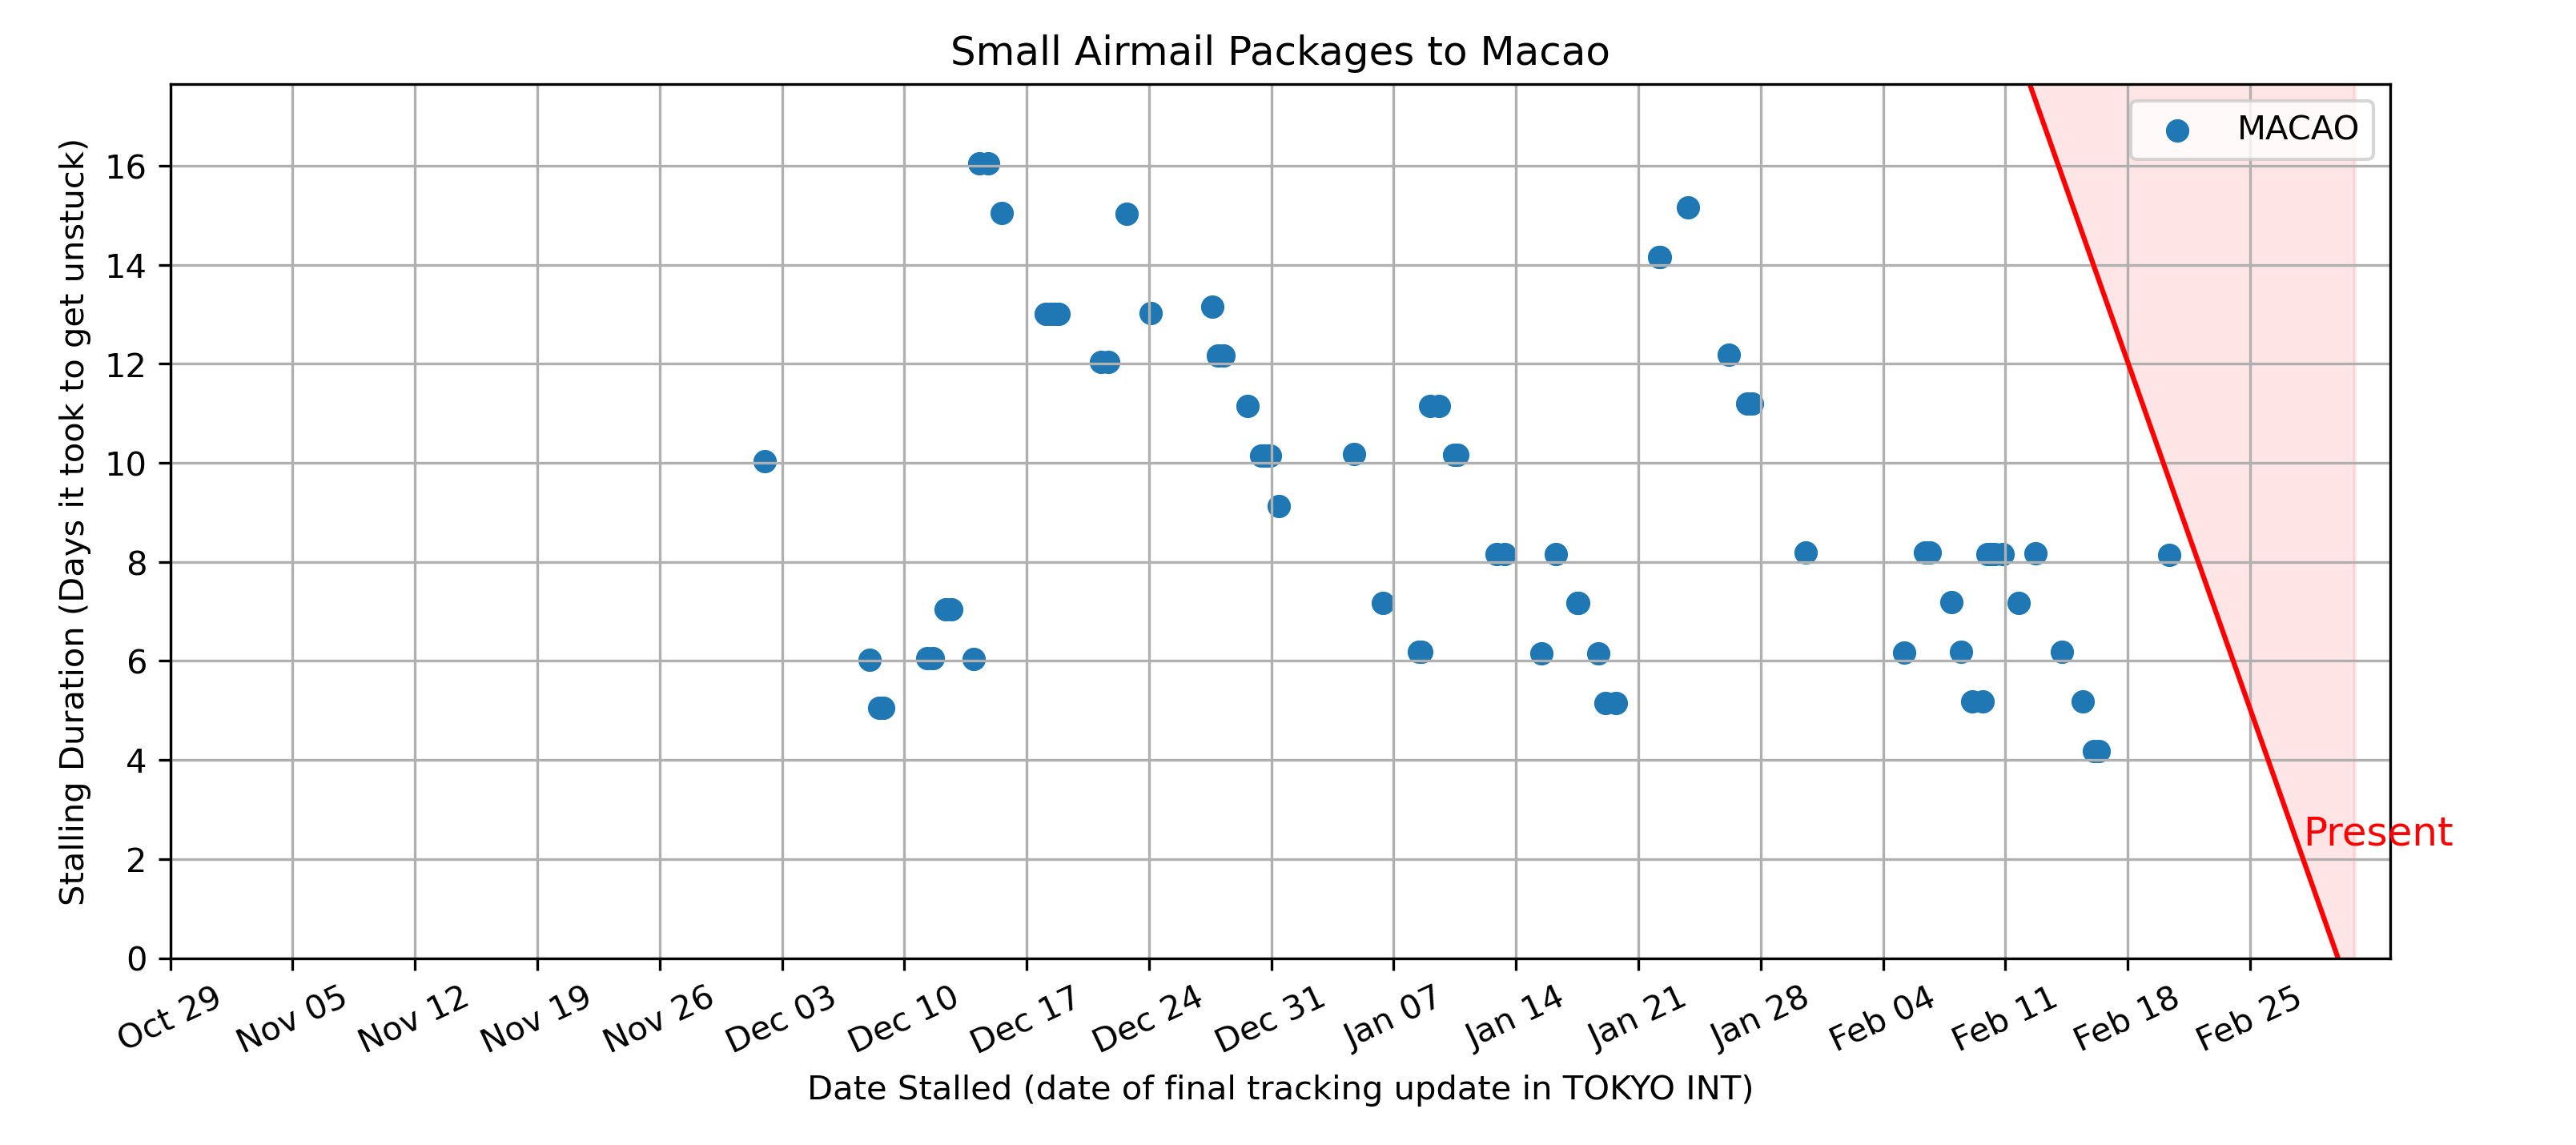 Small Airmail Packages to Macao
MACAO
Stalling Duration (Days it took to get unstuck)
16
14
12
10
8
6
4
2
0
Present
Oct 29
Nov 05
Nov 12
Nov 19
Nov 26
Dec 03
Dec 10
Dec 17
Dec 24
Dec 31
Jan 07
Jan 14
Jan 21
Jan 28
Feb 04
Feb 11
Feb 18
Feb 25
Date Stalled (date of final tracking update in TOKYO INT)